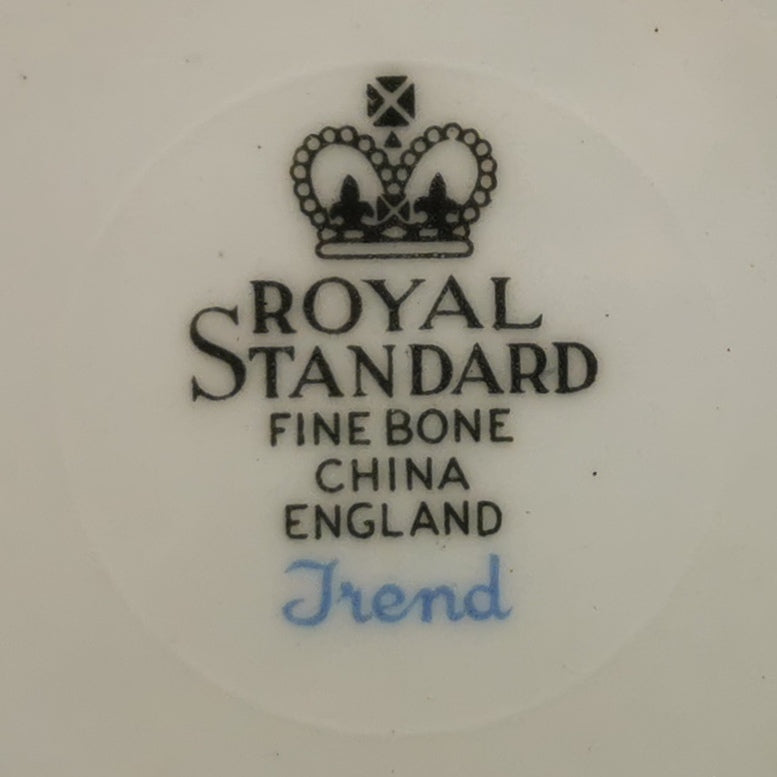 ROYAL
STANDARD
FINE BONE
CHINA
ENGLAND
Trend